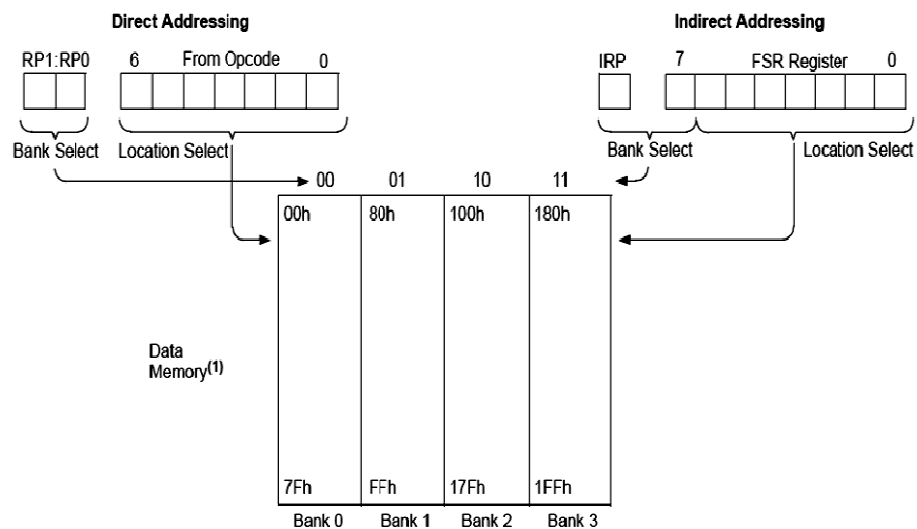 Direct Addressing
Indirect Addressing
RP1:RP0 6 From Opcode 0
IRP 7 FSR Register 0
Bank Select Location Select
Bank Select Location Select
00 01 10 11
00h 80h 100h 180h
Data
Memory(1)
7Fh FFh 17Fh 1FFh
Bank 0 Bank 1 Bank 2 Bank 3